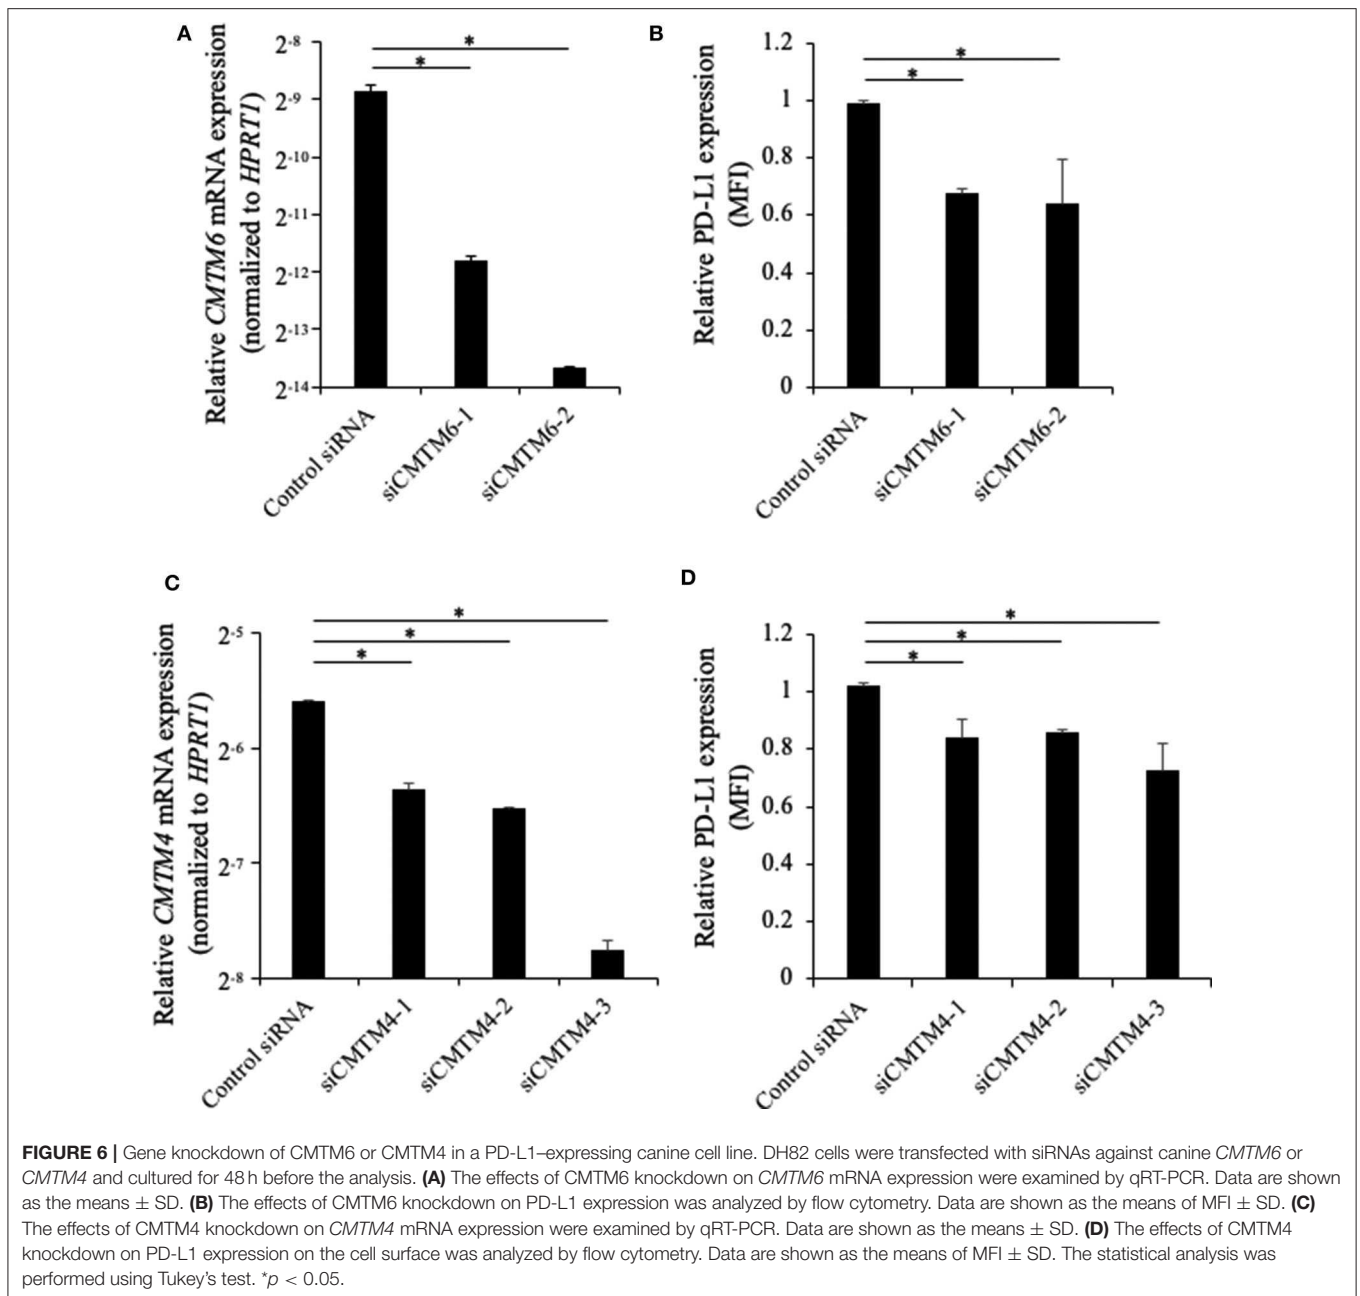 A
Relative CMTM6 mRNA expression
(normalized to HPRT1)
2-8
2-9
2-10
2-11
2-12
2-13
2-14
*
*
Control siRNA
siCMTM6-1
siCMTM6-2
B
Relative PD-L1 expression
(MFI)
1.2
1
0.8
0.6
0.4
0.2
0
*
*
Control siRNA
siCMTM6-1
siCMTM6-2
C
Relative CMTM4 mRNA expression
(normalized to HPRT1)
2-5
2-6
2-7
2-8
*
*
*
Control siRNA
siCMTM4-1
siCMTM4-2
siCMTM4-3
D
Relative PD-L1 expression
(MFI)
1.2
1
0.8
0.6
0.4
0.2
0
*
*
*
Control siRNA
siCMTM4-1
siCMTM4-2
siCMTM4-3
FIGURE 6 | Gene knockdown of CMTM6 or CMTM4 in a PD-L1–expressing canine cell line. DH82 cells were transfected with siRNAs against canine CMTM6 or
CMTM4 and cultured for 48 h before the analysis. (A) The effects of CMTM6 knockdown on CMTM6 mRNA expression were examined by qRT-PCR. Data are shown
as the means ± SD. (B) The effects of CMTM6 knockdown on PD-L1 expression was analyzed by flow cytometry. Data are shown as the means of MFI ± SD. (C)
The effects of CMTM4 knockdown on CMTM4 mRNA expression were examined by qRT-PCR. Data are shown as the means ± SD. (D) The effects of CMTM4
knockdown on PD-L1 expression on the cell surface was analyzed by flow cytometry. Data are shown as the means of MFI ± SD. The statistical analysis was
performed using Tukey's test. *p < 0.05.